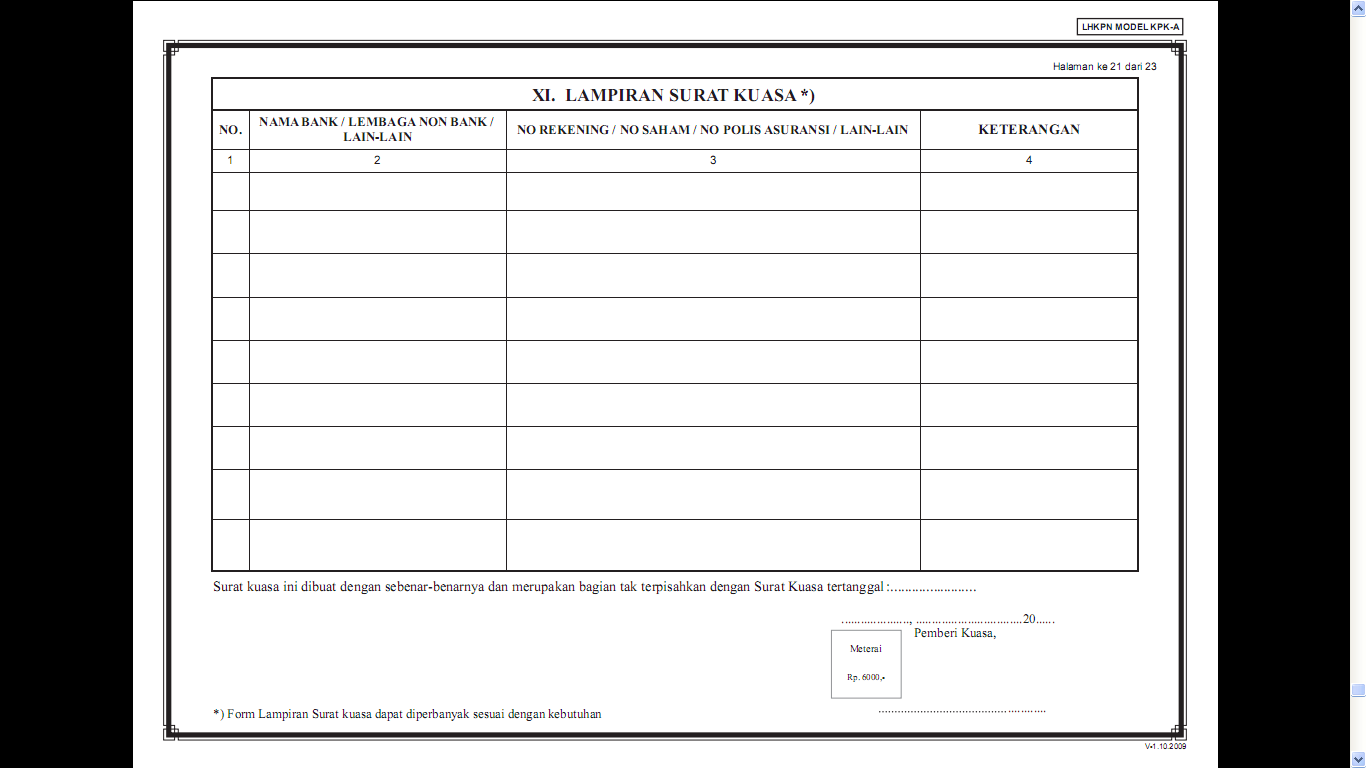 LHKPN MODEL KPK-A
Halaman ke 21 dari 23
XI. LAMPIRAN SURAT KUASA *)
NO.
NAMA BANK / LEMBAGA NON BANK /
LAIN-LAIN
NO REKENING / NO SAHAM / NO POLIS ASURANSI / LAIN-LAIN
KETERANGAN
1
2
3
4
Surat kuasa ini dibuat dengan sebenar-benarnya dan merupakan bagian tak terpisahkan dengan Surat Kuasa tertanggal :........................
...................., ................................20......
Pemberi Kuasa,
Meterai
Rp. 6000,-
....................................................
*) Form Lampiran Surat kuasa dapat diperbanyak sesuai dengan kebutuhan
V-1.10.2009